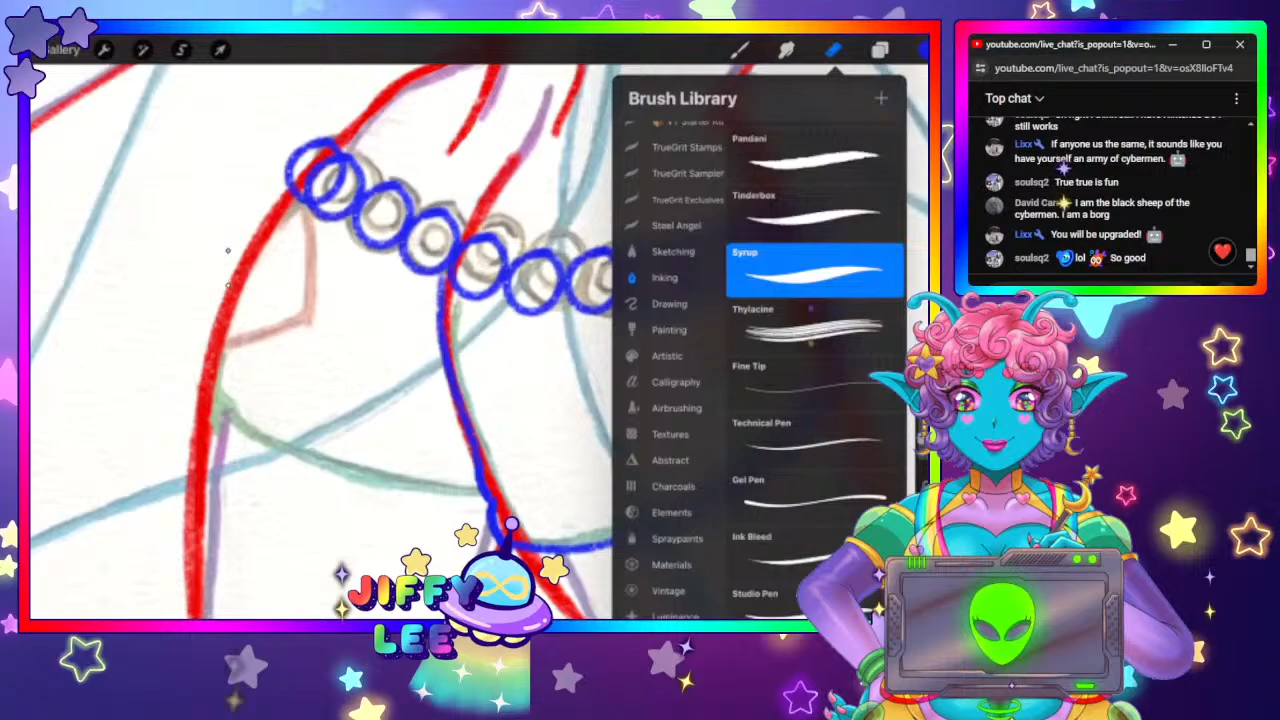 Gallery
Brush Library
TrueGrit Stamps
TrueGrit Sampler
TrueGrit Exclusives
Steel Angel
Sketching
Inking
Drawing
Painting
Artistic
Calligraphy
Airbrushing
Textures
Abstract
Charcoals
Elements
Spraypaints
Materials
Vintage
Luminance
Pandani
Tinderbox
Syrup
Thylacine
Fine Tip
Technical Pen
Gel Pen
Ink Bleed
Studio Pen
youtube.com/live_chat?is_popout=1&v=o...
youtube.com/live_chat?is_popout=1&v=osX8IioFTv4
Top chat
still works
Lixx If anyone us the same, it sounds like you
have yourself an army of cybermen.
soulsq2 True true is fun
David Car I am the black sheep of the
cybermen. i am a borg
Lixx You will be upgraded!
soulsq2 lol So good
JIFFY
LEE